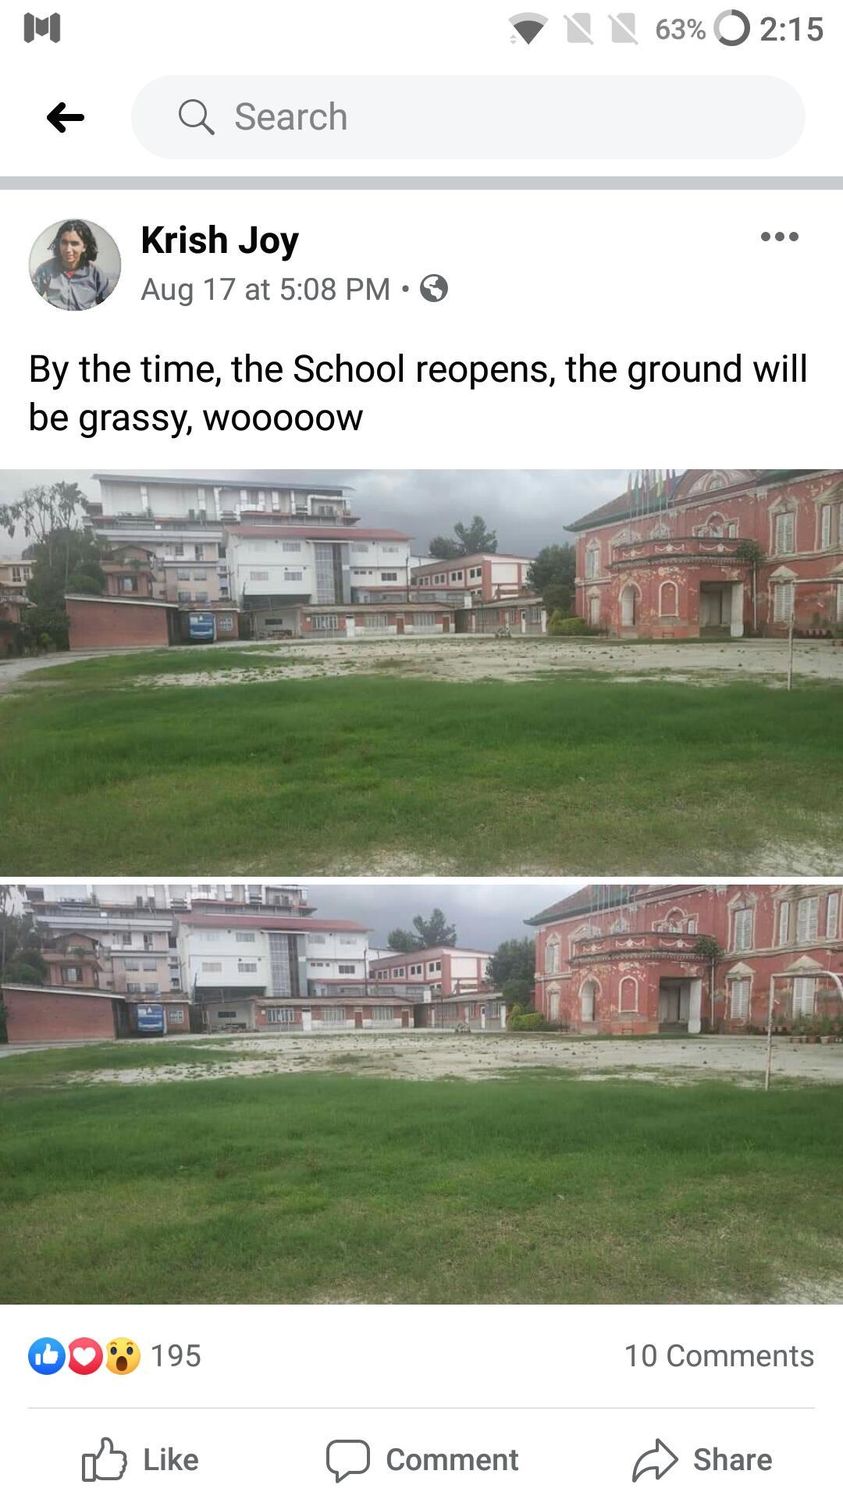 63% 2:15
Search
Krish Joy
Aug 17 at 5:08 PM •
By the time, the School reopens, the ground will
be grassy, wooooow
195 10 Comments
Like Comment Share